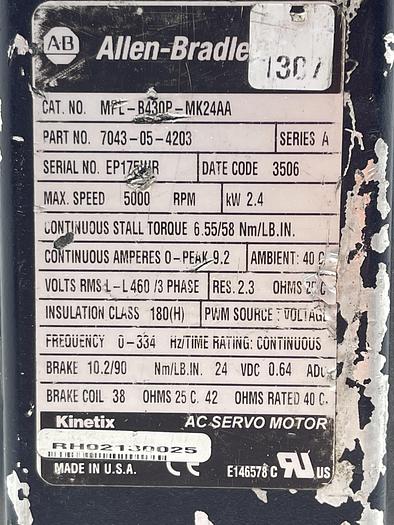 AB Allen-Bradle
1307
CAT. NO. MPL-B430P-MK24AA
PART NO. 7043-05-4203 SERIES A
SERIAL NO. DATE CODE 3506
MAX. SPEED 5000 RPM kW 2.4
CONTINUOUS STALL TORQUE 6.55/58 Nm/LB.IN.
CONTINUOUS AMPERES 0-PEAK 9.2 AMBIENT: 40 C
VOLTS RMS L-L 460 /3 PHASE RES. 2.3 OHMS 25 C
INSULATION CLASS 180(H) PWM SOURCE: VOLTAGE
FREQUENCY 0-334 Hz/TIME RATING: CONTINUOUS
BRAKE 10.2/90 Nm/LB.IN. 24 VDC 0.64 ADC
BRAKE COIL 38 OHMS 25 C. 42 OHMS RATED 40 C.
Kinetix AC SERVO MOTOR
RH02130025
MADE IN U.S.A. E146578 C RU US